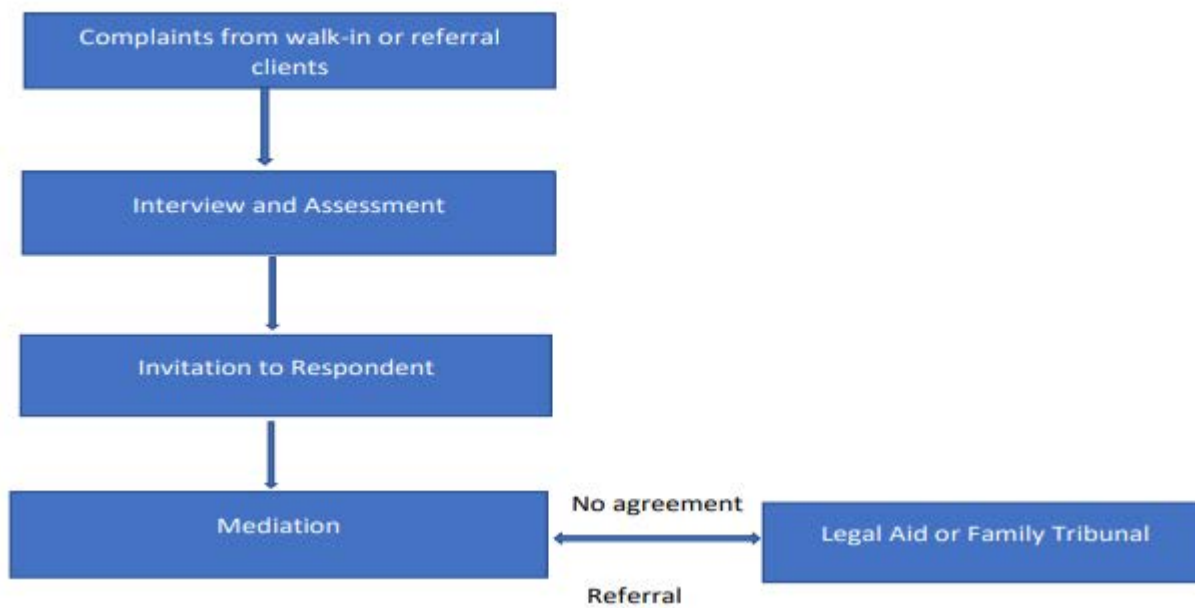 Complaints from walk-in or referral
clients
Interview and Assessment
Invitation to Respondent
Mediation
No agreement
Legal Aid or Family Tribunal
Referral